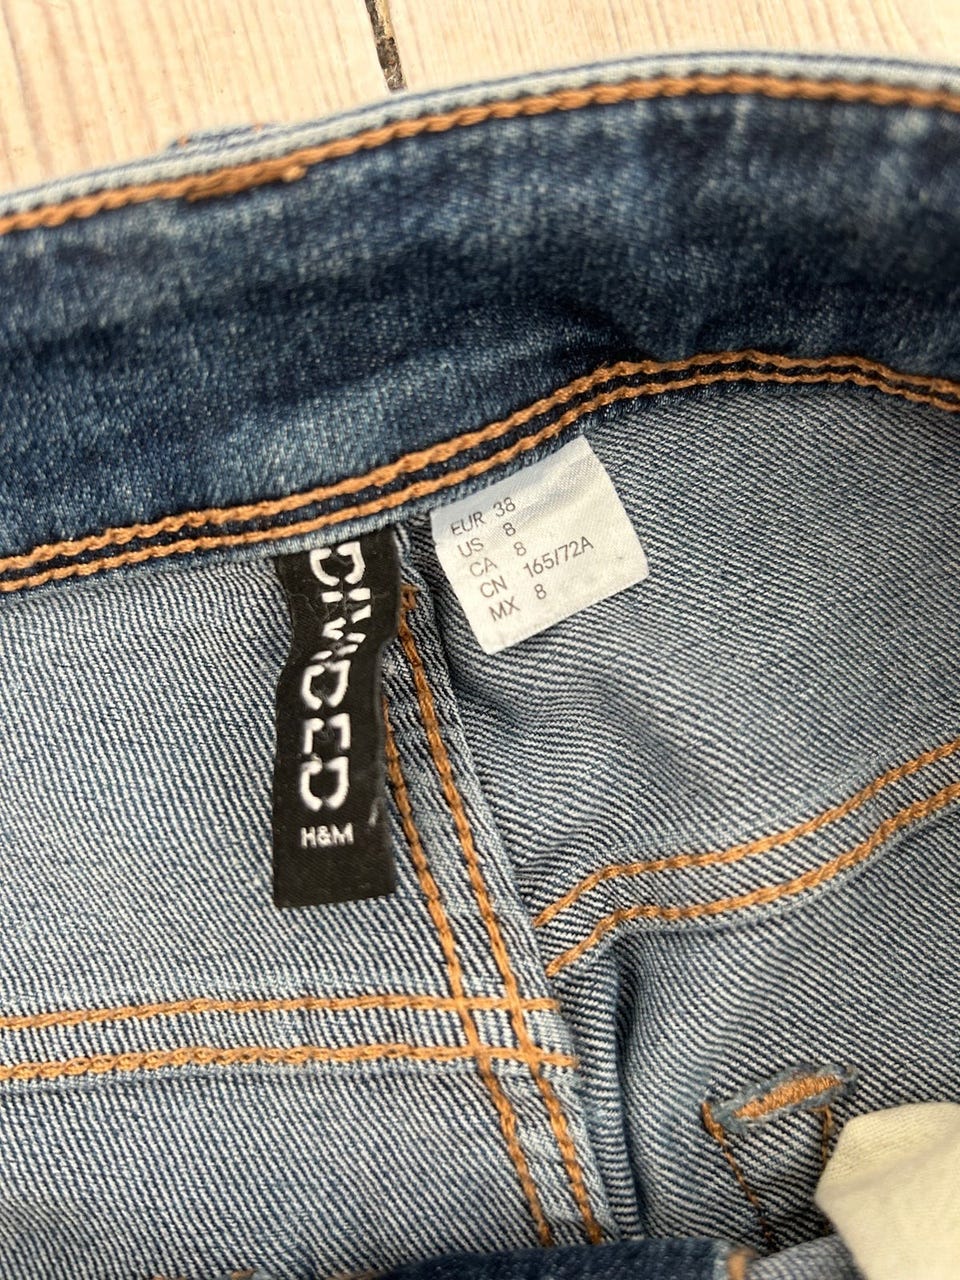 DIVIDED
H&M
EUR 38
US 8
CA 8
CN 165/72A
MX 8